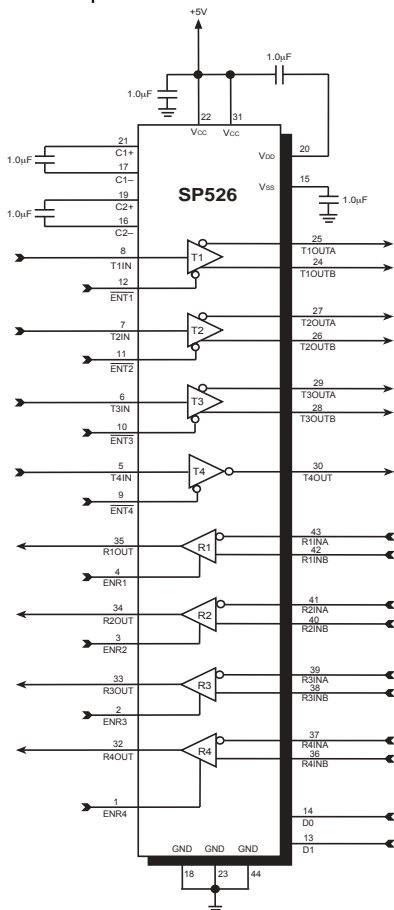 +5V
1.0µF
1.0µF
22
31
VCC
VCC
21
C1+
1.0µF
17
C1–
19
C2+
1.0µF
16
C2–
SP526
VDD
20
VSS
15
1.0µF
8
T1IN
12
ENT1
T1
25
T1OUTA
24
T1OUTB
7
T2IN
11
ENT2
T2
27
T2OUTA
26
T2OUTB
6
T3IN
10
ENT3
T3
29
T3OUTA
28
T3OUTB
5
T4IN
9
ENT4
T4
30
T4OUT
35
R1OUT
4
ENR1
R1
43
R1INA
42
R1INB
34
R2OUT
3
ENR2
R2
41
R2INA
40
R2INB
33
R3OUT
2
ENR3
R3
39
R3INA
38
R3INB
32
R4OUT
1
ENR4
R4
37
R4INA
36
R4INB
14
D0
13
D1
GND GND GND
18 23 44